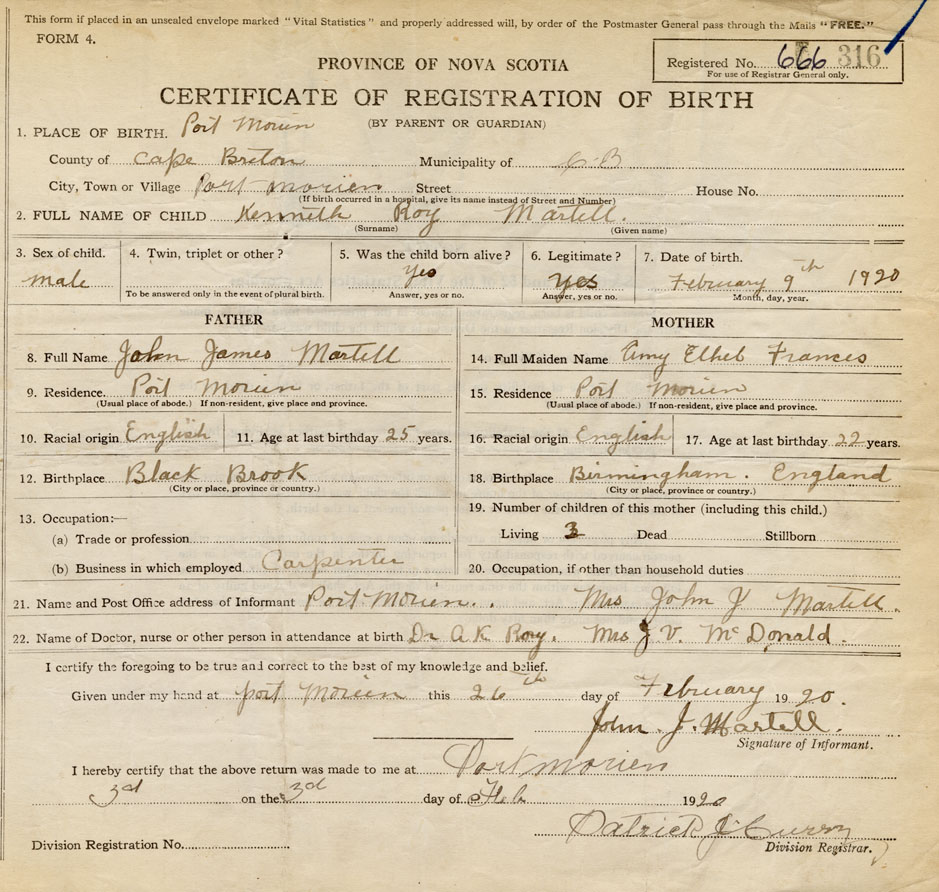 This form if placed in an unsealed envelope marked "Vital Statistics" and properly addressed will, by order of the Postmaster General pass through the Mails "FREE."
FORM 4.
Registered No. 666 316
For use of Registrar General only.
PROVINCE OF NOVA SCOTIA
CERTIFICATE OF REGISTRATION OF BIRTH
(BY PARENT OR GUARDIAN)
1. PLACE OF BIRTH. Port Morien
County of Cape Breton Municipality of C-B
City, Town or Village Port morien Street House No.
(If birth occurred in a hospital, give its name instead of Street and Number)
2. FULL NAME OF CHILD Kenneth Roy Martell.
(Surname) (Given name)
3. Sex of child. 4. Twin, triplet or other? 5. Was the child born alive? 6. Legitimate? 7. Date of birth.
male Yes Yes February 9th 1920
To be answered only in the event of plural birth. Answer, yes or no. Answer, yes or no. Month, day, year.
FATHER
8. Full Name John James Martell
9. Residence. Port Morien
(Usual place of abode.) If non-resident, give place and province.
10. Racial origin English 11. Age at last birthday 25 years.
12. Birthplace Black Brook
(City or place, province or country.)
13. Occupation:—
(a) Trade or profession
(b) Business in which employed Carpenter
MOTHER
14. Full Maiden Name Amy Ethel Frances
15. Residence Port Morien
(Usual place of abode.) If non-resident, give place and province.
16. Racial origin English 17. Age at last birthday 22 years.
18. Birthplace Birmingham. England
(City or place, province or country.)
19. Number of children of this mother (including this child.)
Living 3 Dead Stillborn
20. Occupation, if other than household duties
21. Name and Post Office address of Informant Port Morien. . Mrs John J Martell.
22. Name of Doctor, nurse or other person in attendance at birth Dr A K Roy. Mrs J V. McDonald.
I certify the foregoing to be true and correct to the best of my knowledge and belief.
Given under my hand at port Morien this 26th day of February 1920.
John. J. Martell.
Signature of Informant.
I hereby certify that the above return was made to me at Port morien
3rd on the 3rd day of Feb 1920
Patrick J Curry
Division Registration No. Division Registrar.